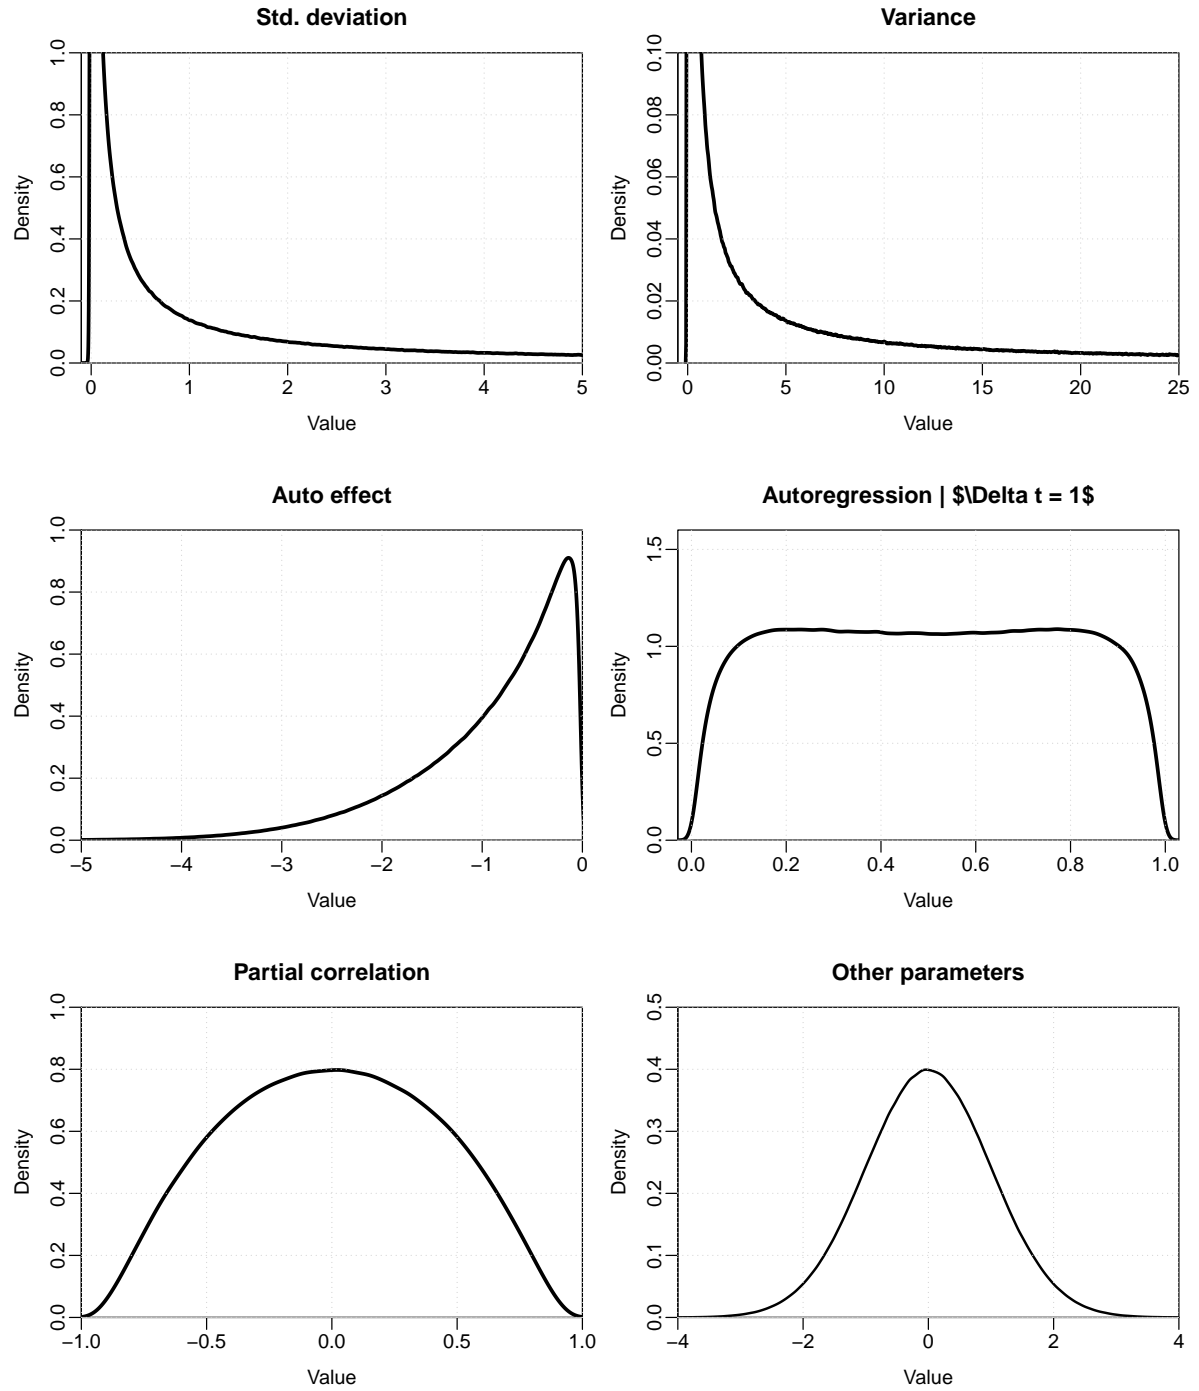 Std. deviation
Density
0.0 0.2 0.4 0.6 0.8 1.0
0 1 2 3 4 5
Value
Variance
Density
0.00 0.02 0.04 0.06 0.08 0.10
0 5 10 15 20 25
Value
Auto effect
Density
0.0 0.2 0.4 0.6 0.8 1.0
−5 −4 −3 −2 −1 0
Value
Autoregression | $\Delta t = 1$
Density
0.0 0.5 1.0 1.5
0.0 0.2 0.4 0.6 0.8 1.0
Value
Partial correlation
Density
0.0 0.2 0.4 0.6 0.8 1.0
−1.0 −0.5 0.0 0.5 1.0
Value
Other parameters
Density
0.0 0.1 0.2 0.3 0.4 0.5
−4 −2 0 2 4
Value